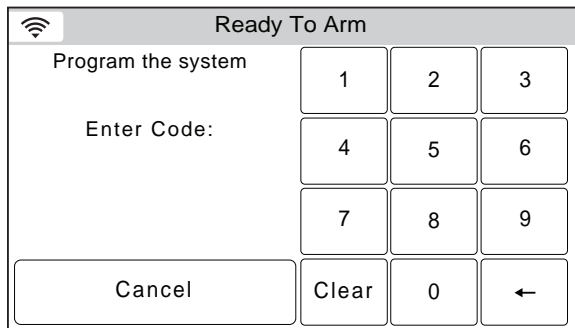 Ready To Arm
Program the system
Enter Code:
1 2 3
4 5 6
7 8 9
Cancel Clear 0 ←